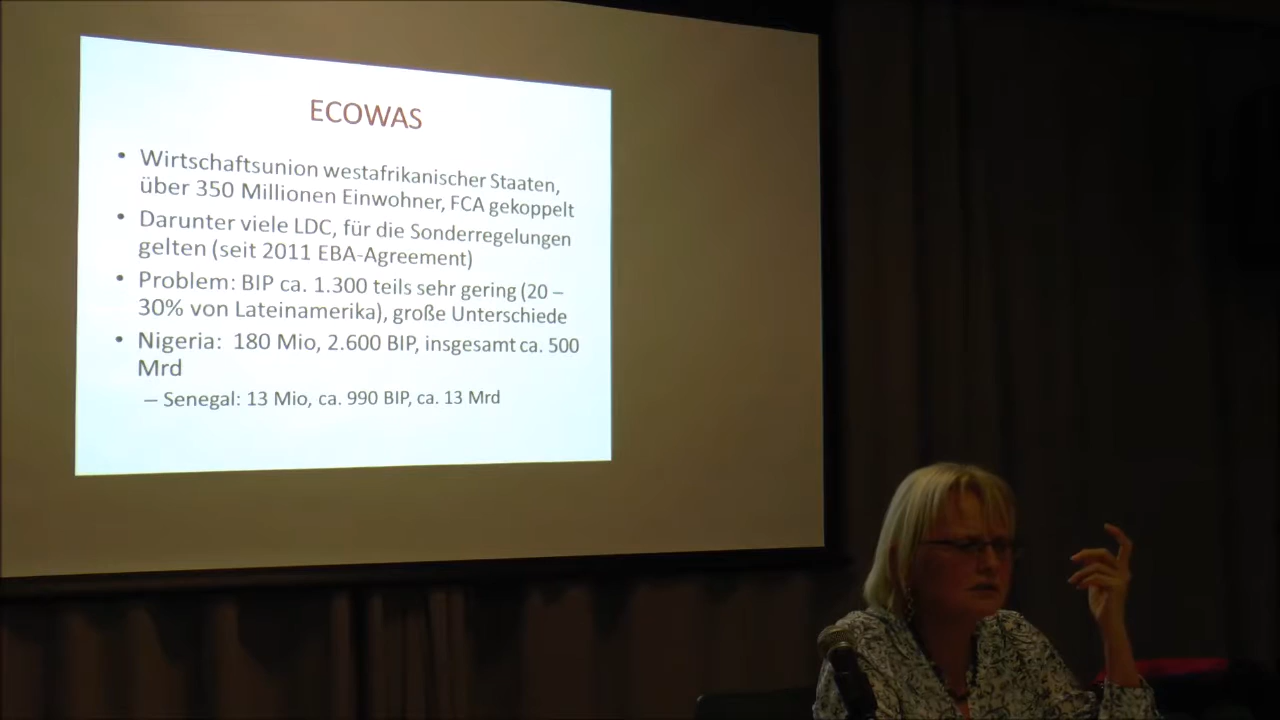 ECOWAS
• Wirtschaftsunion westafrikanischer Staaten,
über 350 Millionen Einwohner, FCA gekoppelt
• Darunter viele LDC, für die Sonderregelungen
gelten (seit 2011 EBA-Agreement)
• Problem: BIP ca. 1.300 teils sehr gering (20 –
30% von Lateinamerika), große Unterschiede
• Nigeria: 180 Mio, 2.600 BIP, insgesamt ca. 500
Mrd
– Senegal: 13 Mio, ca. 990 BIP, ca. 13 Mrd